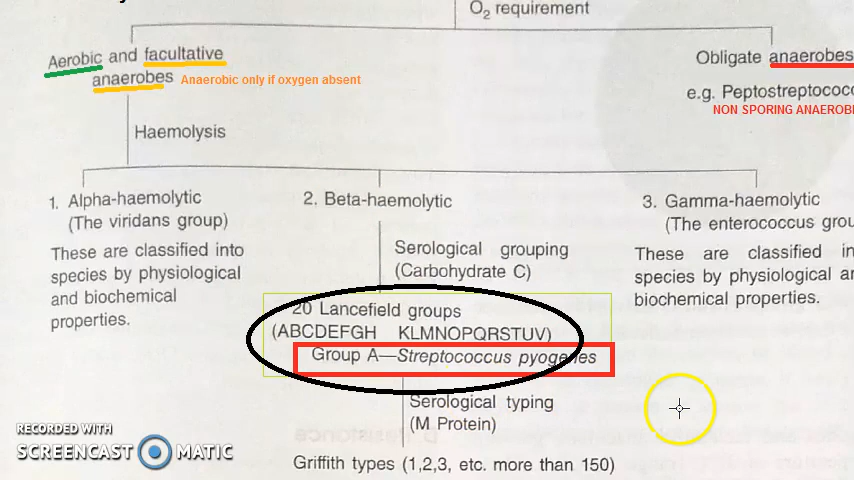 O2 requirement
Aerobic and facultative
anaerobes Anaerobic only if oxygen absent
Obligate anaerobes
e.g. Peptostreptococc
NON SPORING ANAEROBE
Haemolysis
1. Alpha-haemolytic
(The viridans group)
These are classified into
species by physiological
and biochemical
properties.
2. Beta-haemolytic
Serological grouping
(Carbohydrate C)
20 Lancefield groups
(ABCDEFGH KLMNOPQRSTUV)
Group A—Streptococcus pyogenes
Serological typing
(M Protein)
Griffith types (1,2,3, etc. more than 150)
3. Gamma-haemolytic
(The enterococcus grou
These are classified in
species by physiological a
and biochemical properties.
RECORDED WITH
SCREENCAST MATIC